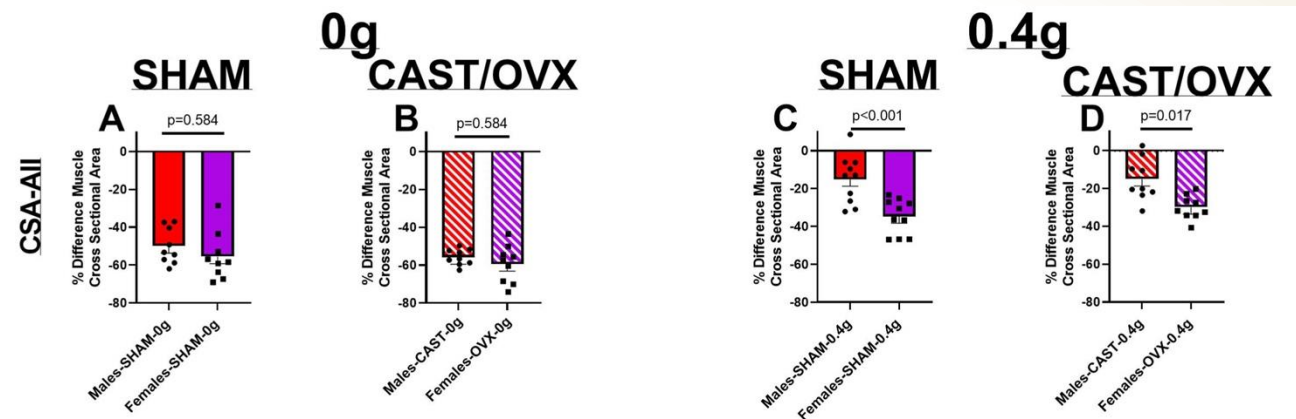 0g
0.4g
SHAM
CAST/OVX
SHAM
CAST/OVX
CSA-All
A
p=0.584
% Difference Muscle
Cross Sectional Area
0
-20
-40
-60
-80
Males-SHAM-0g
Females-SHAM-0g
B
p=0.584
% Difference Muscle
Cross Sectional Area
0
-20
-40
-60
-80
Males-CAST-0g
Females-OVX-0g
C
p<0.001
% Difference Muscle
Cross Sectional Area
0
-20
-40
-60
-80
Males-SHAM-0.4g
Females-SHAM-0.4g
D
p=0.017
% Difference Muscle
Cross Sectional Area
0
-20
-40
-60
-80
Males-CAST-0.4g
Females-OVX-0.4g